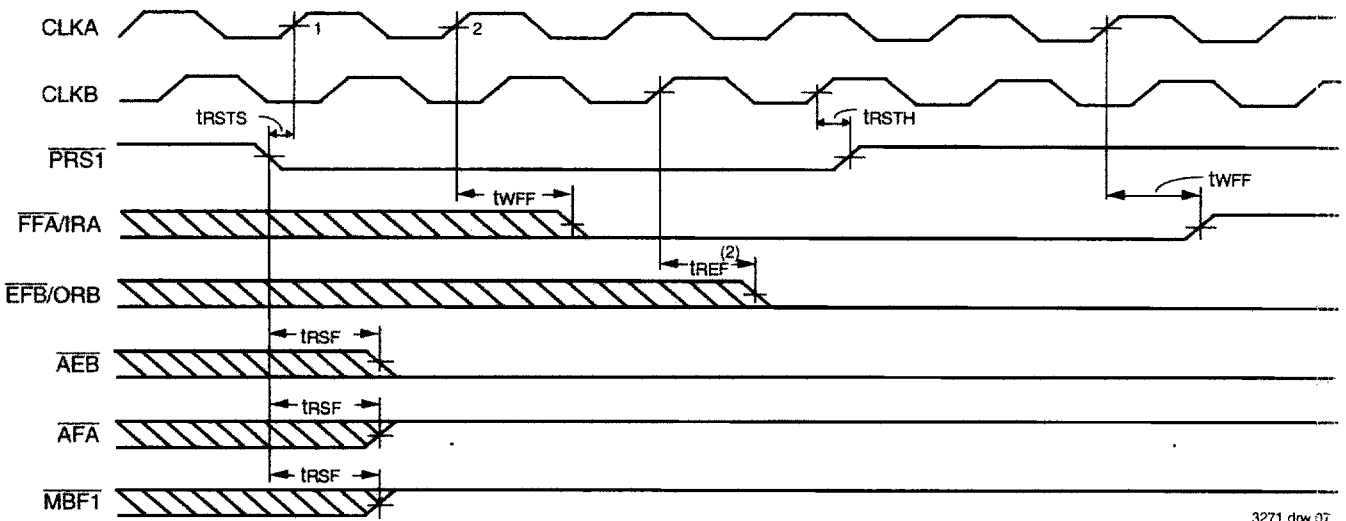 CLKA
1
2
CLKB
tRSTS
tRSTH
PRS1
tWFF
tWFF
FFA/IRA
tREF(2)
EFB/ORB
tRSF
AEB
tRSF
AFA
tRSF
MBF1
3271 drw 07